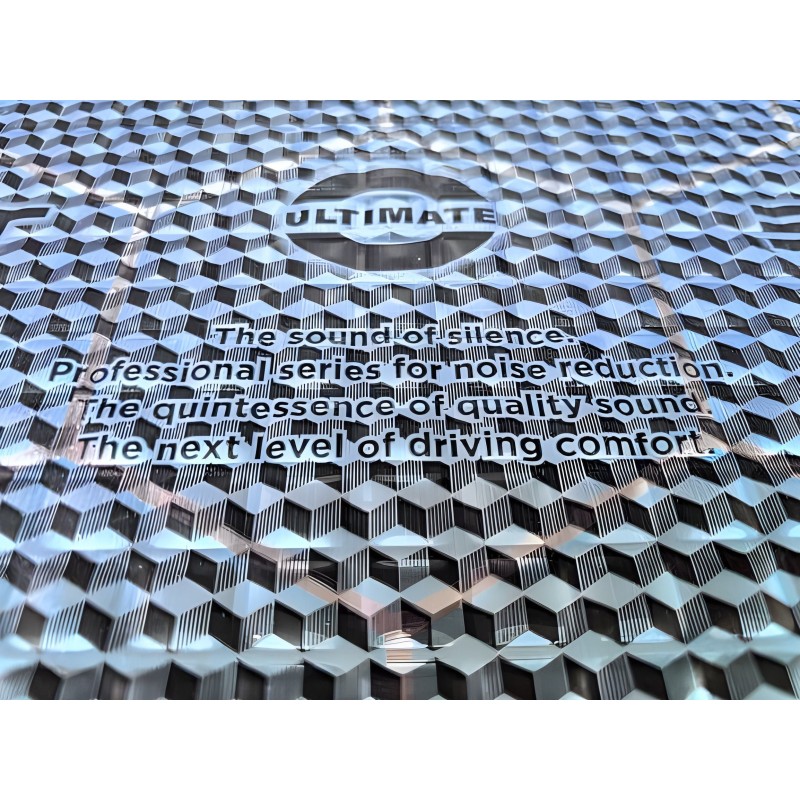 ULTIMATE
The sound of silence.
Professional series for noise reduction.
The quintessence of quality sound.
The next level of driving comfort.